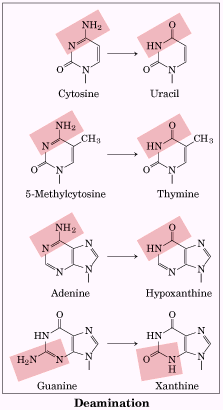 NH₂
N
O
N
Cytosine
O
HN
O
N
Uracil
NH₂
N
CH₃
O
N
5-Methylcytosine
O
HN
CH₃
O
N
Thymine
NH₂
N
N
N
N
Adenine
O
HN
N
N
N
Hypoxanthine
O
HN
N
H₂N
N
N
Guanine
O
HN
N
O
N
H
N
Xanthine
Deamination